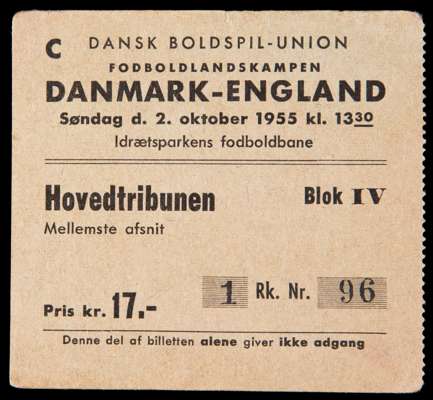 C DANSK BOLDSPIL-UNION
FODBOLDLANDSKAMPEN
DANMARK-ENGLAND
Søndag d. 2. oktober 1955 kl. 1330
Idrætsparkens fodboldbane
Hovedtribunen Blok IV
Mellemste afsnit
Pris kr. 17.- 1 Rk. Nr. 96
Denne del af billetten alene giver ikke adgang